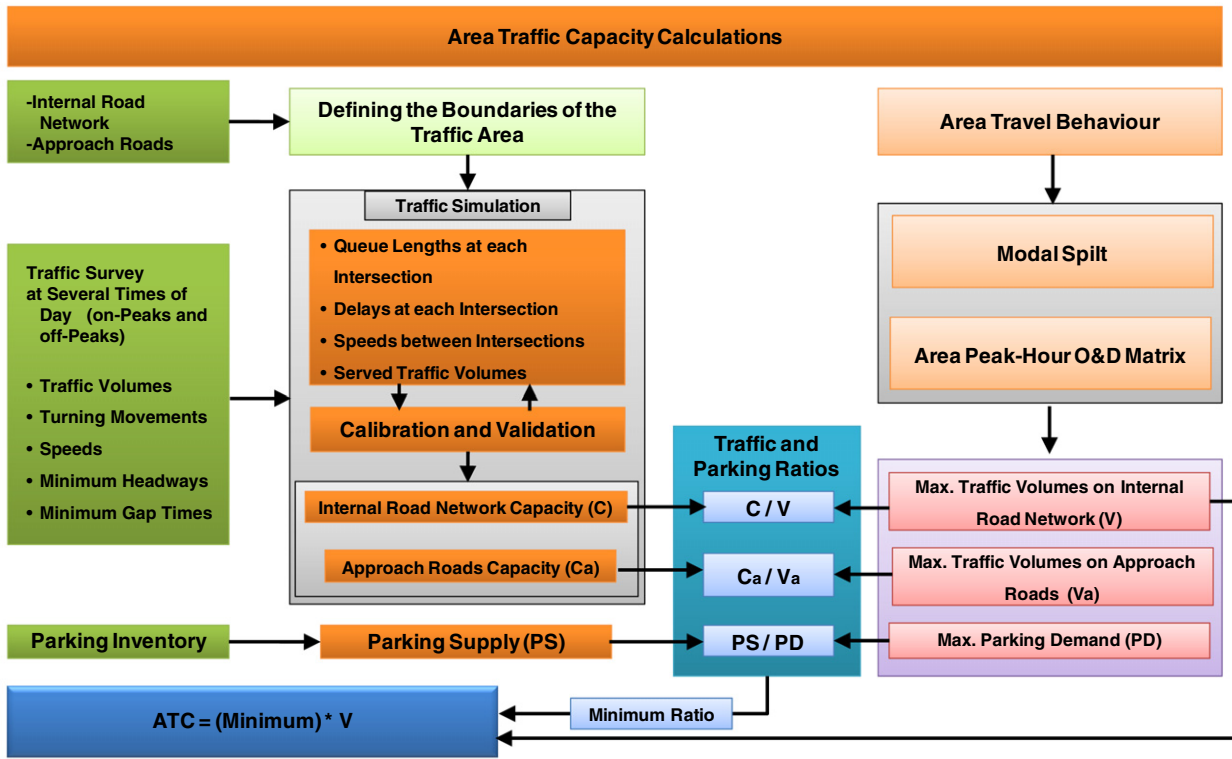 Area Traffic Capacity Calculations
-Internal Road
Network
-Approach Roads
Defining the Boundaries of the
Traffic Area
Area Travel Behaviour
Traffic Simulation
• Queue Lengths at each
Intersection
• Delays at each Intersection
• Speeds between Intersections
• Served Traffic Volumes
Calibration and Validation
Internal Road Network Capacity (C)
Approach Roads Capacity (Ca)
Traffic Survey
at Several Times of
Day (on-Peaks and
off-Peaks)
• Traffic Volumes
• Turning Movements
• Speeds
• Minimum Headways
• Minimum Gap Times
Modal Spilt
Area Peak-Hour O&D Matrix
Traffic and
Parking Ratios
C / V
Ca / Va
PS / PD
Max. Traffic Volumes on Internal
Road Network (V)
Max. Traffic Volumes on Approach
Roads (Va)
Max. Parking Demand (PD)
Parking Inventory
Parking Supply (PS)
Minimum Ratio
ATC = (Minimum) * V